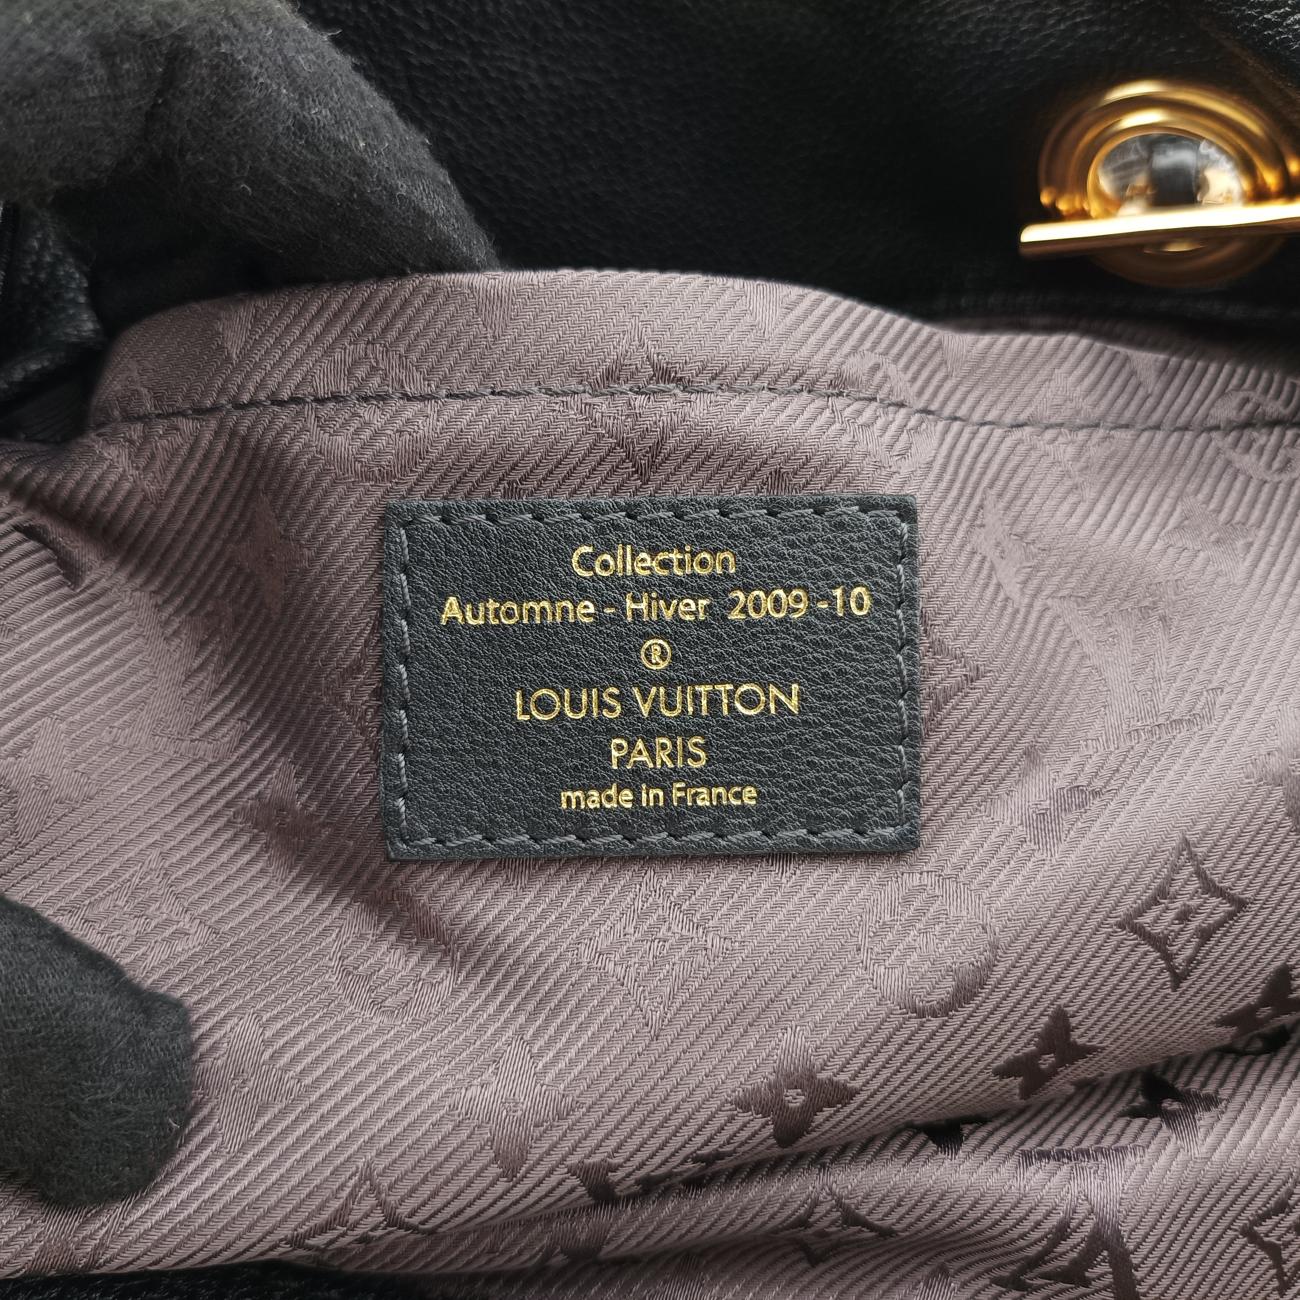 Collection
Automne - Hiver 2009 -10
®
LOUIS VUITTON
PARIS
made in France